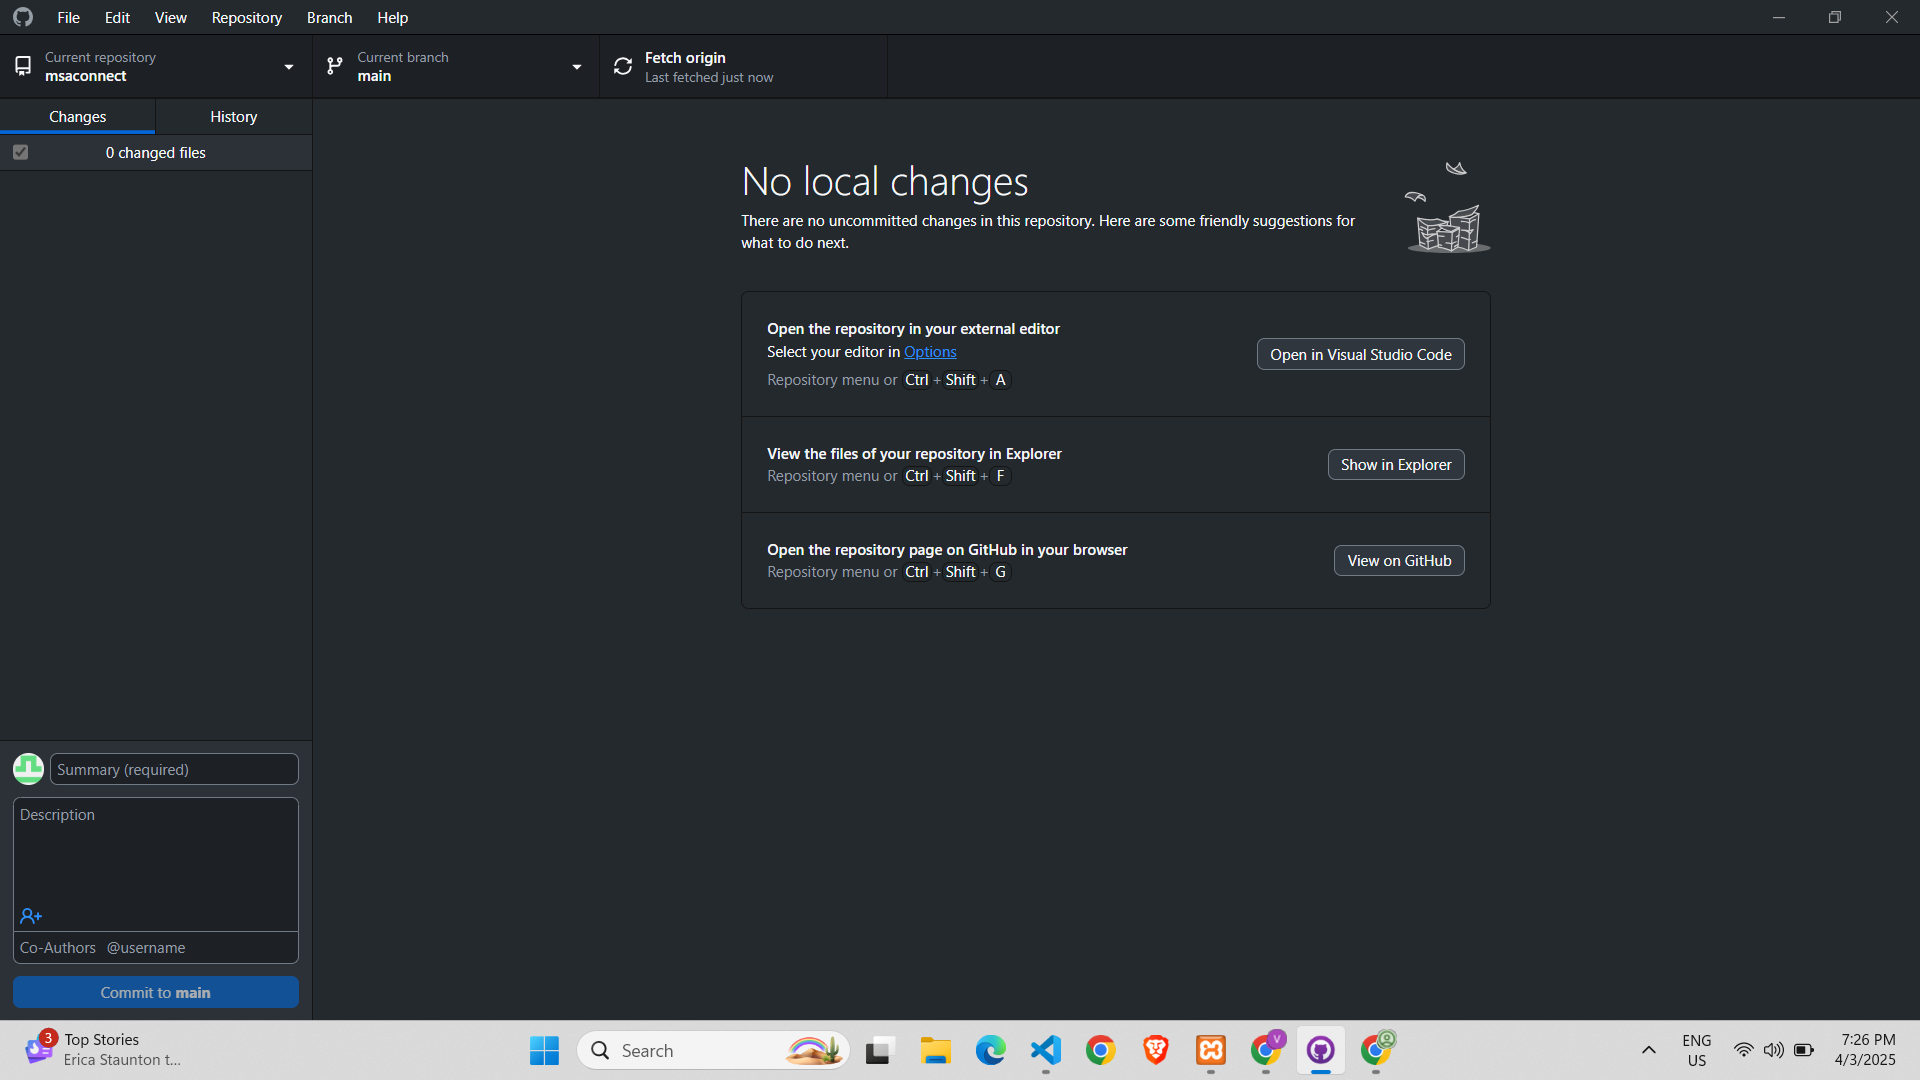 File Edit View Repository Branch Help
Current repository
msaconnect
Current branch
main
Fetch origin
Last fetched just now
Changes
History
0 changed files
No local changes
There are no uncommitted changes in this repository. Here are some friendly suggestions for
what to do next.
Open the repository in your external editor
Select your editor in Options
Repository menu or Ctrl + Shift + A
Open in Visual Studio Code
View the files of your repository in Explorer
Repository menu or Ctrl + Shift + F
Show in Explorer
Open the repository page on GitHub in your browser
Repository menu or Ctrl + Shift + G
View on GitHub
Summary (required)
Description
Co-Authors @username
Commit to main
3
Top Stories
Erica Staunton t...
Search
V
ENG
US
7:26 PM
4/3/2025